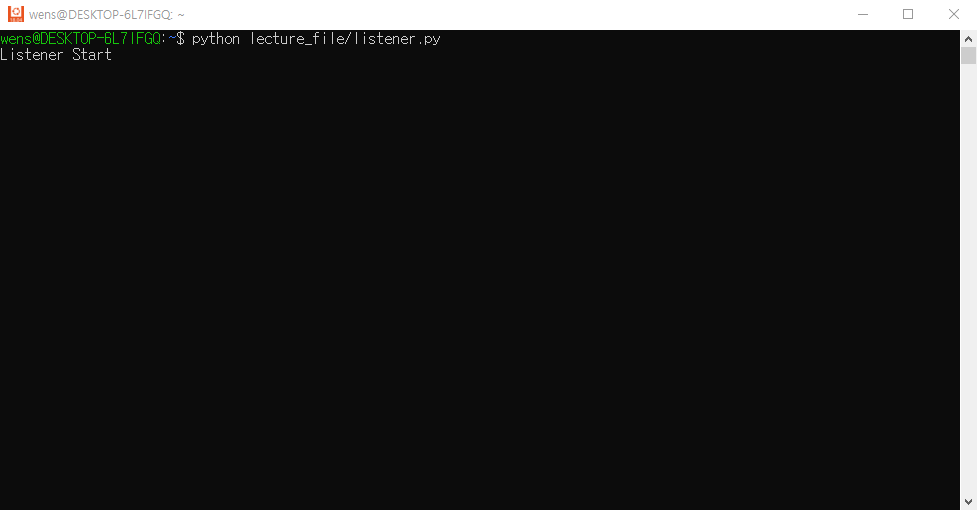 wens@DESKTOP-6L7IFGQ: ~
wens@DESKTOP-6L7IFGQ:~$ python lecture_file/listener.py
Listener Start